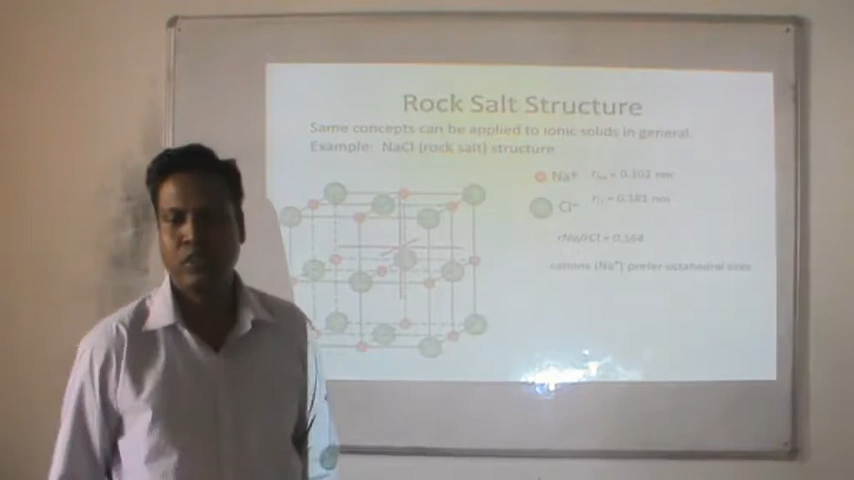 Rock Salt Structure
Same concepts can be applied to ionic solids in general.
Example: NaCl (rock salt) structure
Na⁺ rNa = 0.102 nm
Cl⁻ rCl = 0.181 nm
rNa/rCl = 0.564
cations (Na⁺) prefer octahedral sites